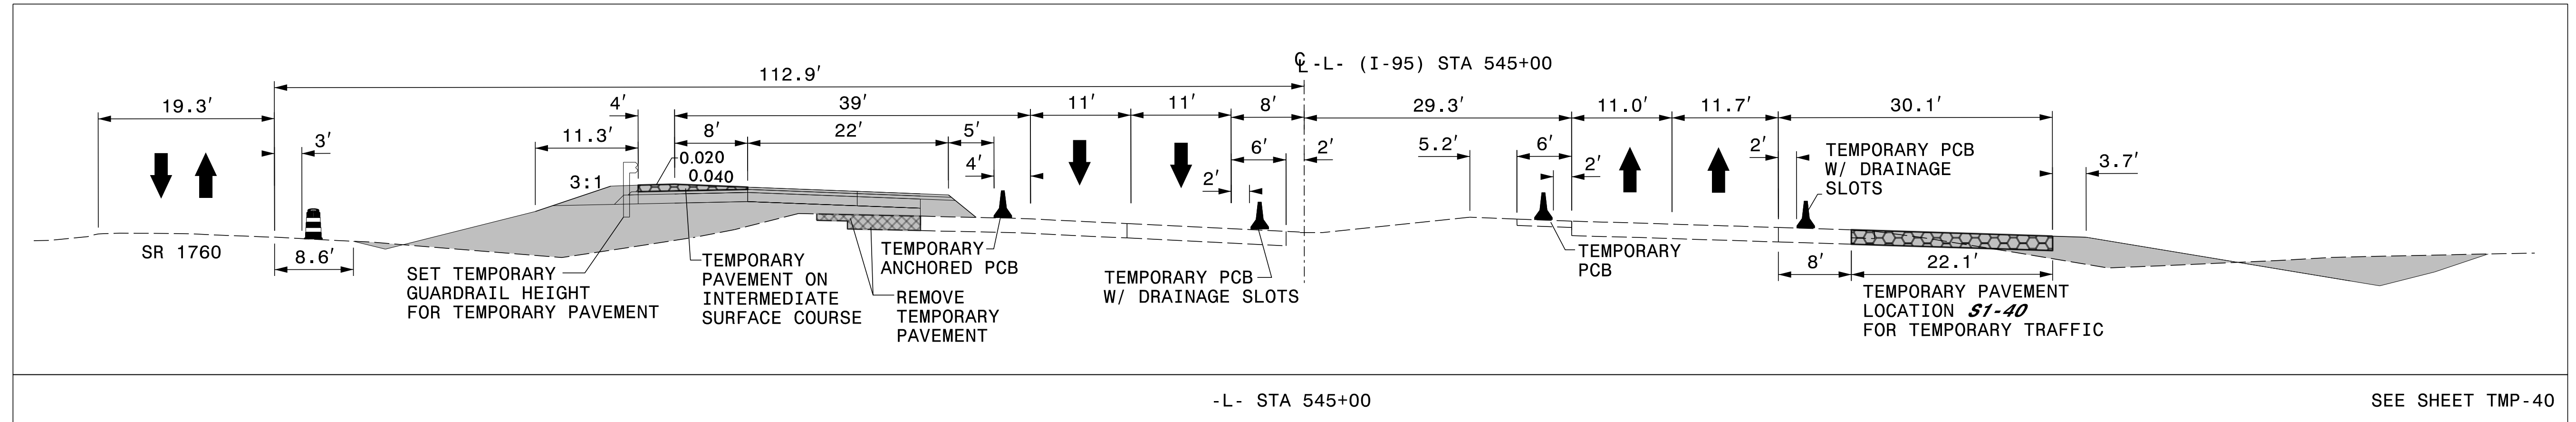 ℄ -L- (I-95) STA 545+00
112.9′
19.3′
4′
39′
11′
11′
8′
29.3′
11.0′
11.7′
30.1′
3′
11.3′
8′
22′
5′
4′
6′
2′
2′
5.2′
6′
2′
2′
3.7′
TEMPORARY PCB
W/ DRAINAGE
SLOTS
0.020
0.040
3:1
SR 1760
8.6′
SET TEMPORARY
GUARDRAIL HEIGHT
FOR TEMPORARY PAVEMENT
TEMPORARY
PAVEMENT ON
INTERMEDIATE
SURFACE COURSE
TEMPORARY
ANCHORED PCB
REMOVE
TEMPORARY
PAVEMENT
TEMPORARY PCB
W/ DRAINAGE SLOTS
TEMPORARY
PCB
8′
22.1′
TEMPORARY PAVEMENT
LOCATION S1-40
FOR TEMPORARY TRAFFIC
-L- STA 545+00
SEE SHEET TMP-40